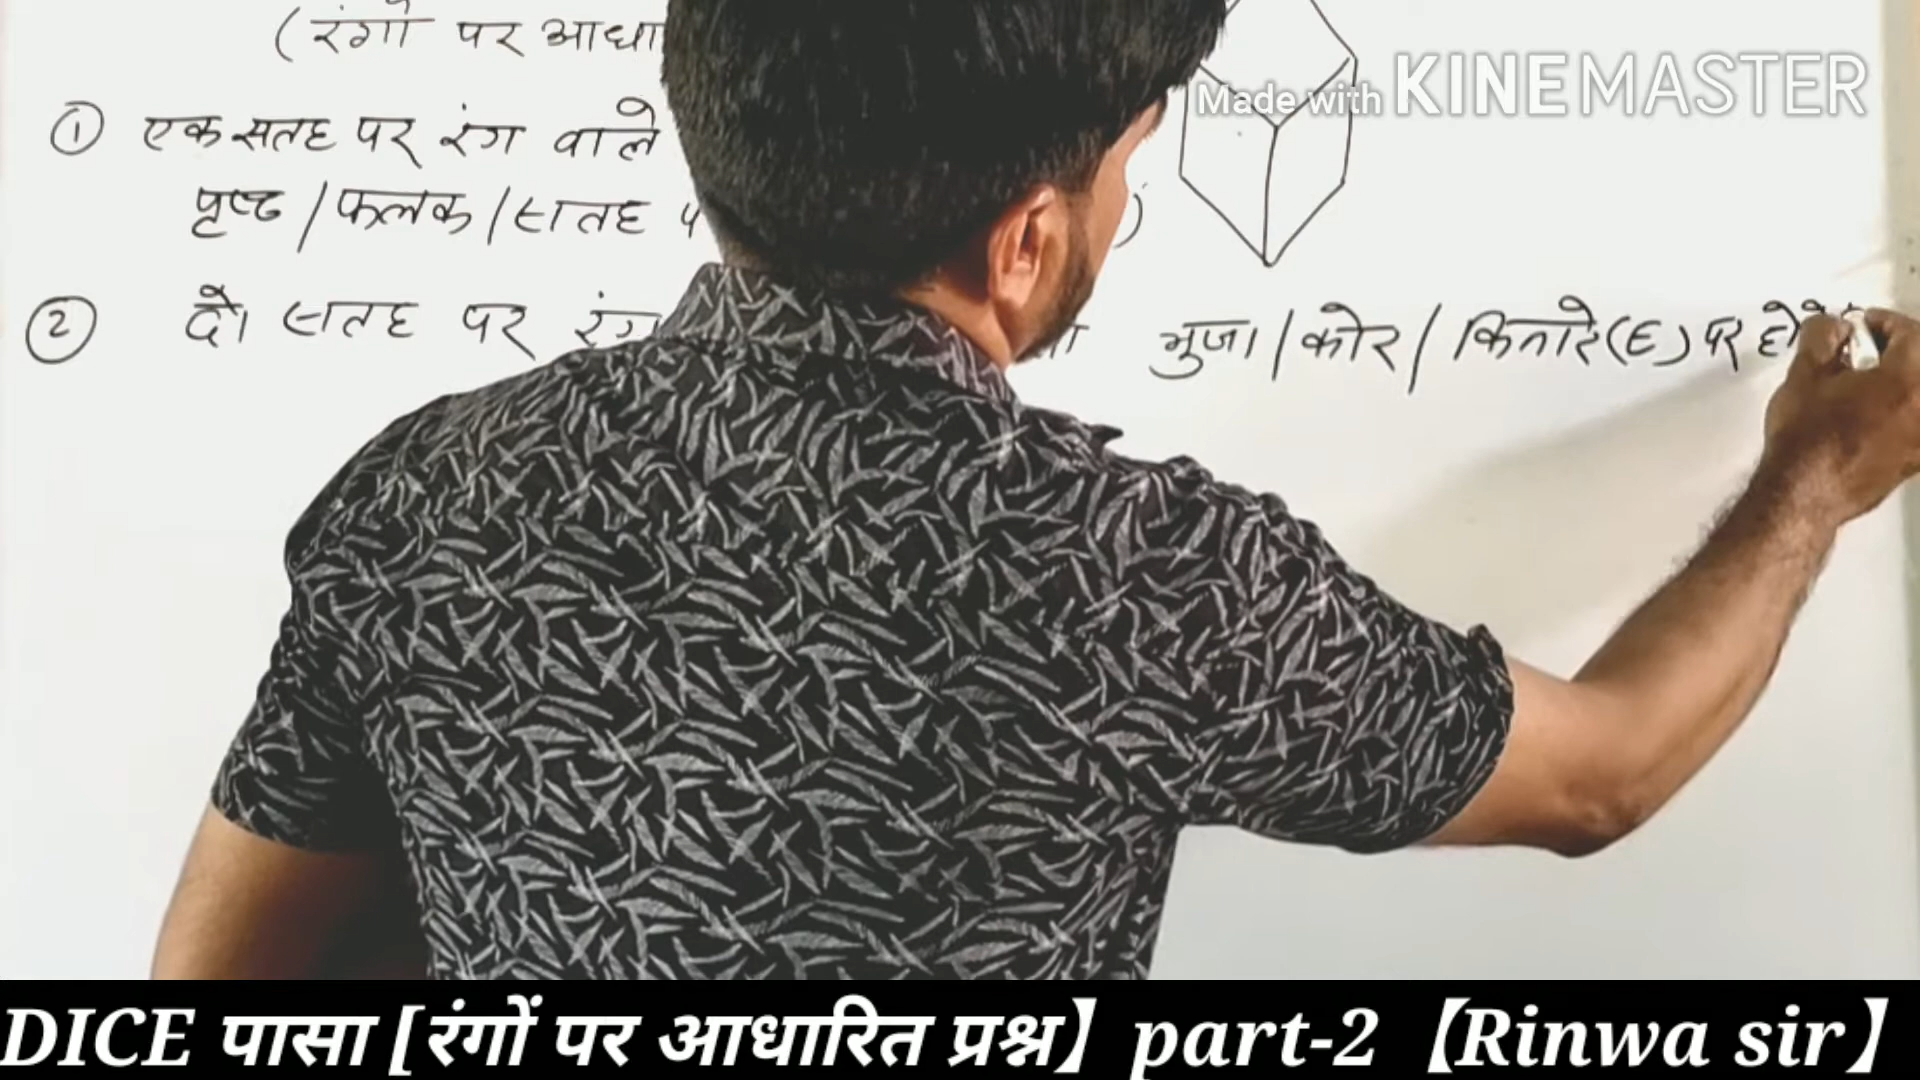 (रंगों पर आधा
Made with KINEMASTER
① एक सतह पर रंग वाले
पृष्ठ / फलक / सतह प )
② दो सतह पर रंग भुजा / कोर / किनारे (E) पर
DICE पासा [रंगों पर आधारित प्रश्न】 part-2 【Rinwa sir】